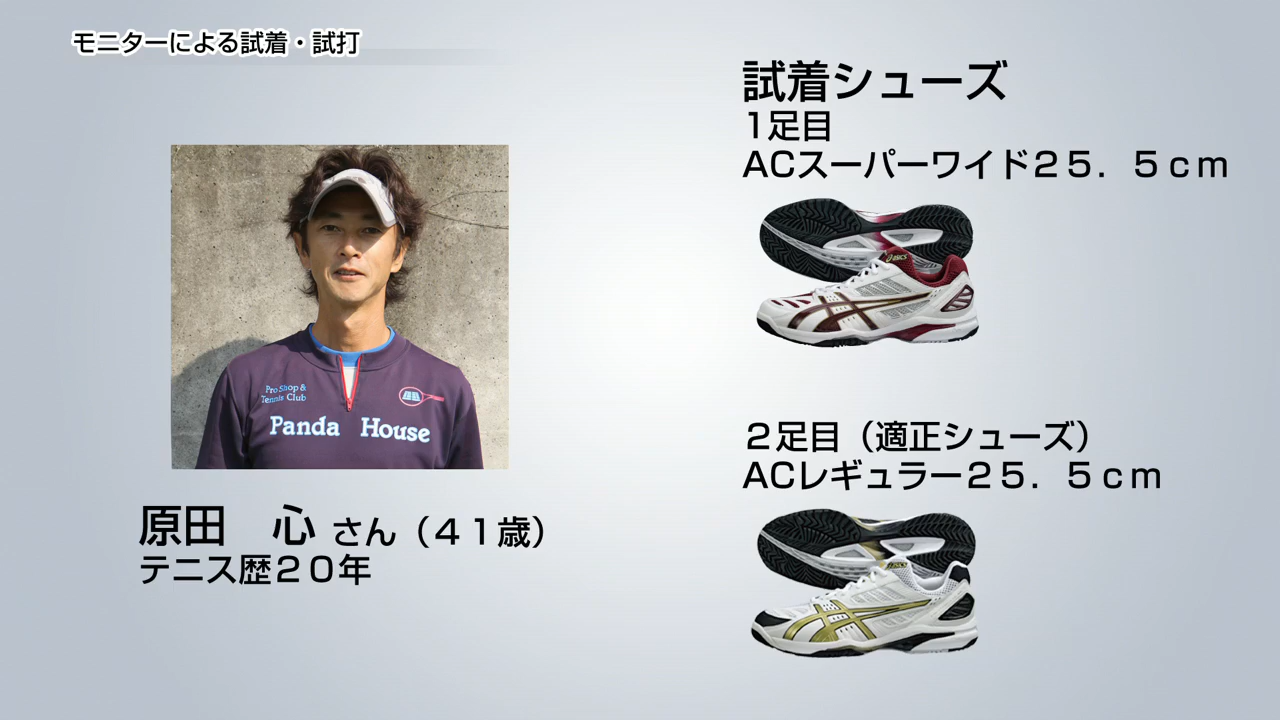 モニターによる試着・試打
Pro Shop &
Tennis Club
Panda House
原田　心 さん（４１歳）
テニス歴２０年
試着シューズ
１足目
ACスーパーワイド２５．５ｃｍ
asics
２足目（適正シューズ）
ACレギュラー２５．５ｃｍ
asics